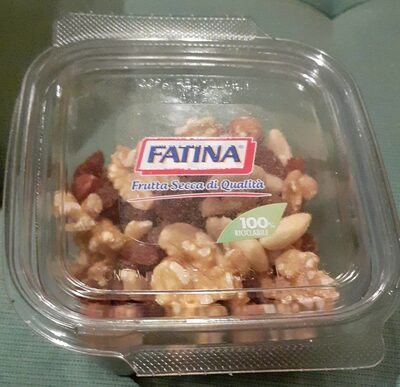 FATINA
Frutta Secca di Qualità
100%
RICICLABILE